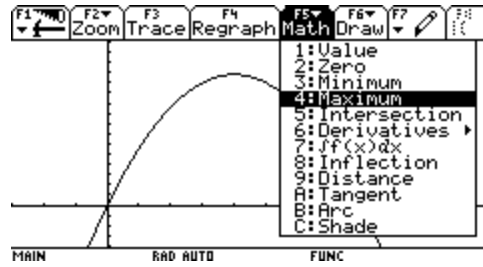 F1 F2 F3 F4 F5 F6 F7
Zoom Trace Regraph Math Draw
1:Value
2:Zero
3:Minimum
4:Maximum
5:Intersection
6:Derivatives ▸
7:∫f(x)dx
8:Inflection
9:Distance
A:Tangent
B:Arc
C:Shade
MAIN RAD AUTO FUNC